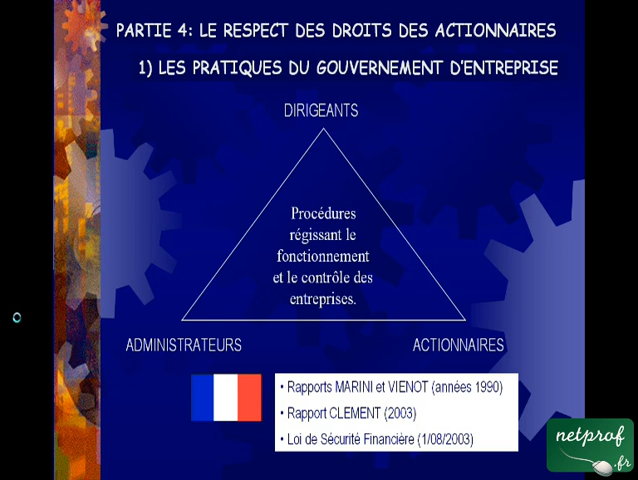 PARTIE 4: LE RESPECT DES DROITS DES ACTIONNAIRES
1) LES PRATIQUES DU GOUVERNEMENT D'ENTREPRISE
DIRIGEANTS
Procédures
régissant le
fonctionnement
et le contrôle des
entreprises.
ADMINISTRATEURS
ACTIONNAIRES
• Rapports MARINI et VIENOT (années 1990)
• Rapport CLEMENT (2003)
• Loi de Sécurité Financière (1/08/2003)
netprof
.fr